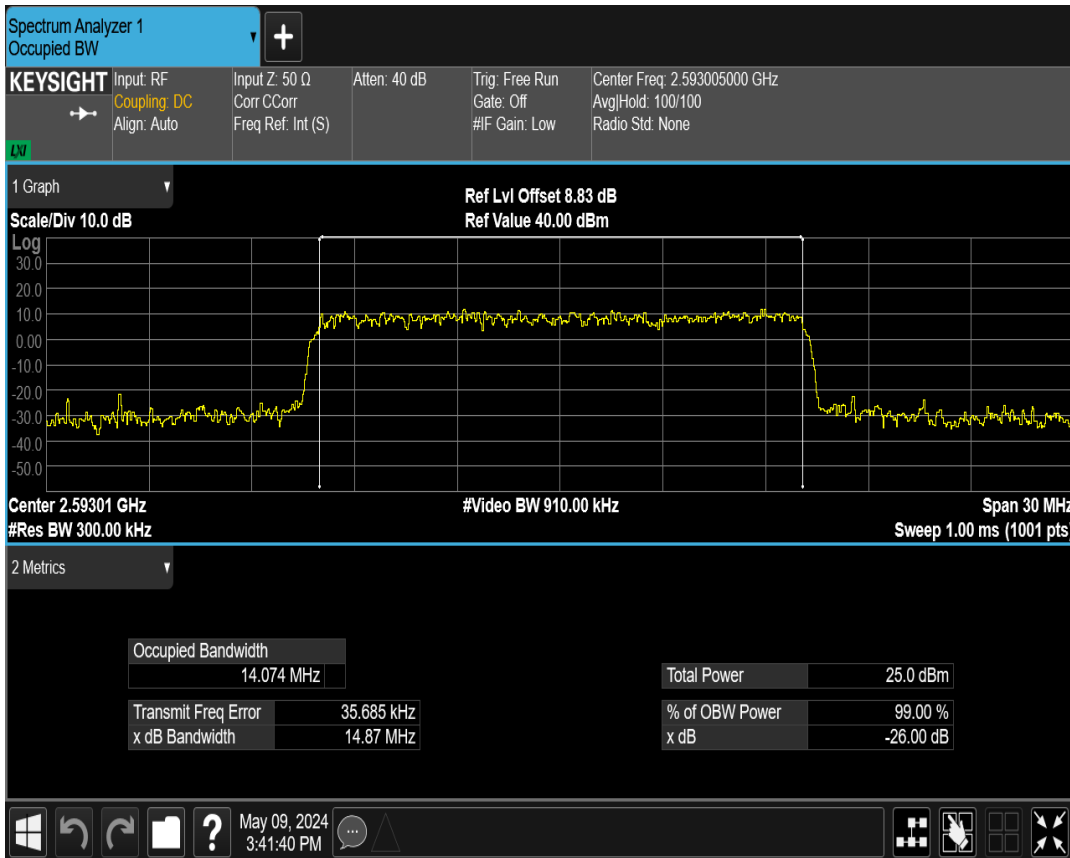 Spectrum Analyzer 1
Occupied BW
KEYSIGHT
LXI
Input: RF
Coupling: DC
Align: Auto
Input Z: 50 Ω
Corr CCorr
Freq Ref: Int (S)
Atten: 40 dB
Trig: Free Run
Gate: Off
#IF Gain: Low
Center Freq: 2.593005000 GHz
Avg|Hold: 100/100
Radio Std: None
1 Graph
Ref Lvl Offset 8.83 dB
Scale/Div 10.0 dB
Ref Value 40.00 dBm
Log
30.0
20.0
10.0
0.00
-10.0
-20.0
-30.0
-40.0
-50.0
Center 2.59301 GHz
#Video BW 910.00 kHz
Span 30 MHz
#Res BW 300.00 kHz
Sweep 1.00 ms (1001 pts)
2 Metrics
Occupied Bandwidth
14.074 MHz
Total Power 25.0 dBm
Transmit Freq Error 35.685 kHz
% of OBW Power 99.00 %
x dB Bandwidth 14.87 MHz
x dB -26.00 dB
May 09, 2024
3:41:40 PM